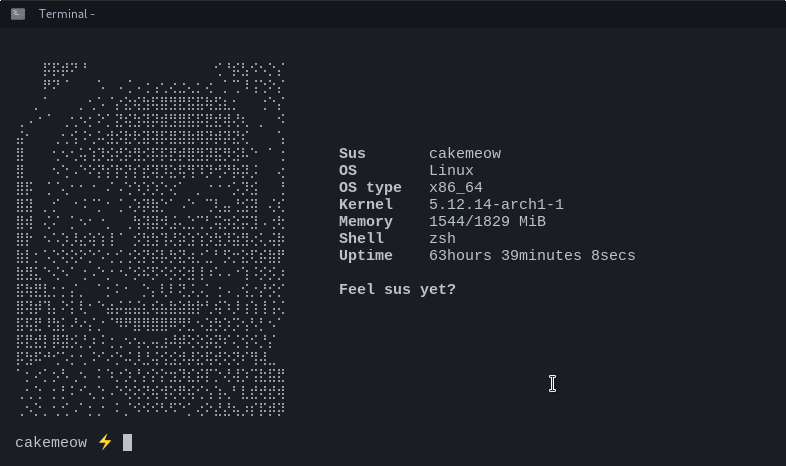 Terminal -
Sus cakemeow
OS Linux
OS type x86_64
Kernel 5.12.14-arch1-1
Memory 1544/1829 MiB
Shell zsh
Uptime 63hours 39minutes 8secs
Feel sus yet?
cakemeow ⚡